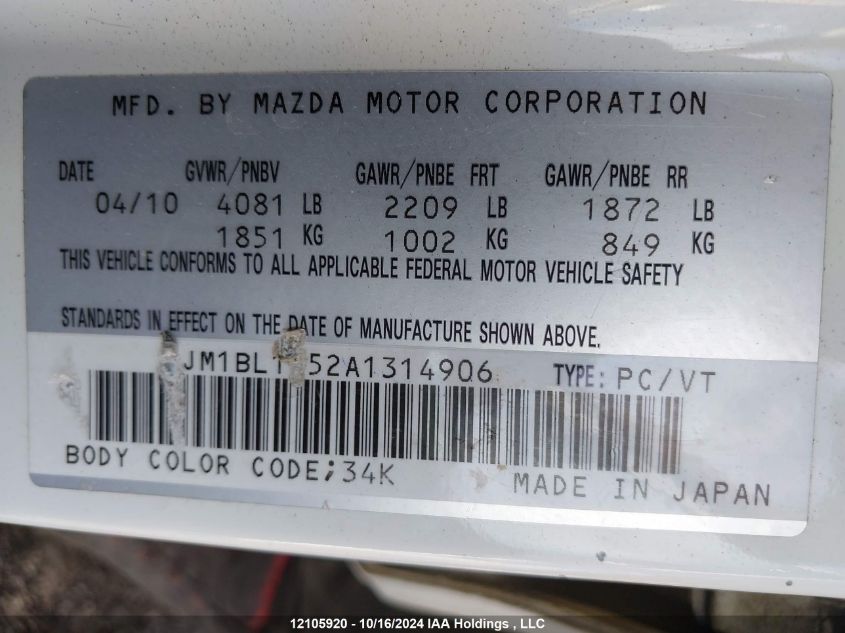 MFD. BY MAZDA MOTOR CORPORATION
DATE GVWR/PNBV GAWR/PNBE FRT GAWR/PNBE RR
04/10 4081 LB 2209 LB 1872 LB
1851 KG 1002 KG 849 KG
THIS VEHICLE CONFORMS TO ALL APPLICABLE FEDERAL MOTOR VEHICLE SAFETY
STANDARDS IN EFFECT ON THE DATE OF MANUFACTURE SHOWN ABOVE.
TYPE: PC/VT
BODY COLOR CODE;34K
MADE IN JAPAN
12105920 - 10/16/2024 IAA Holdings , LLC